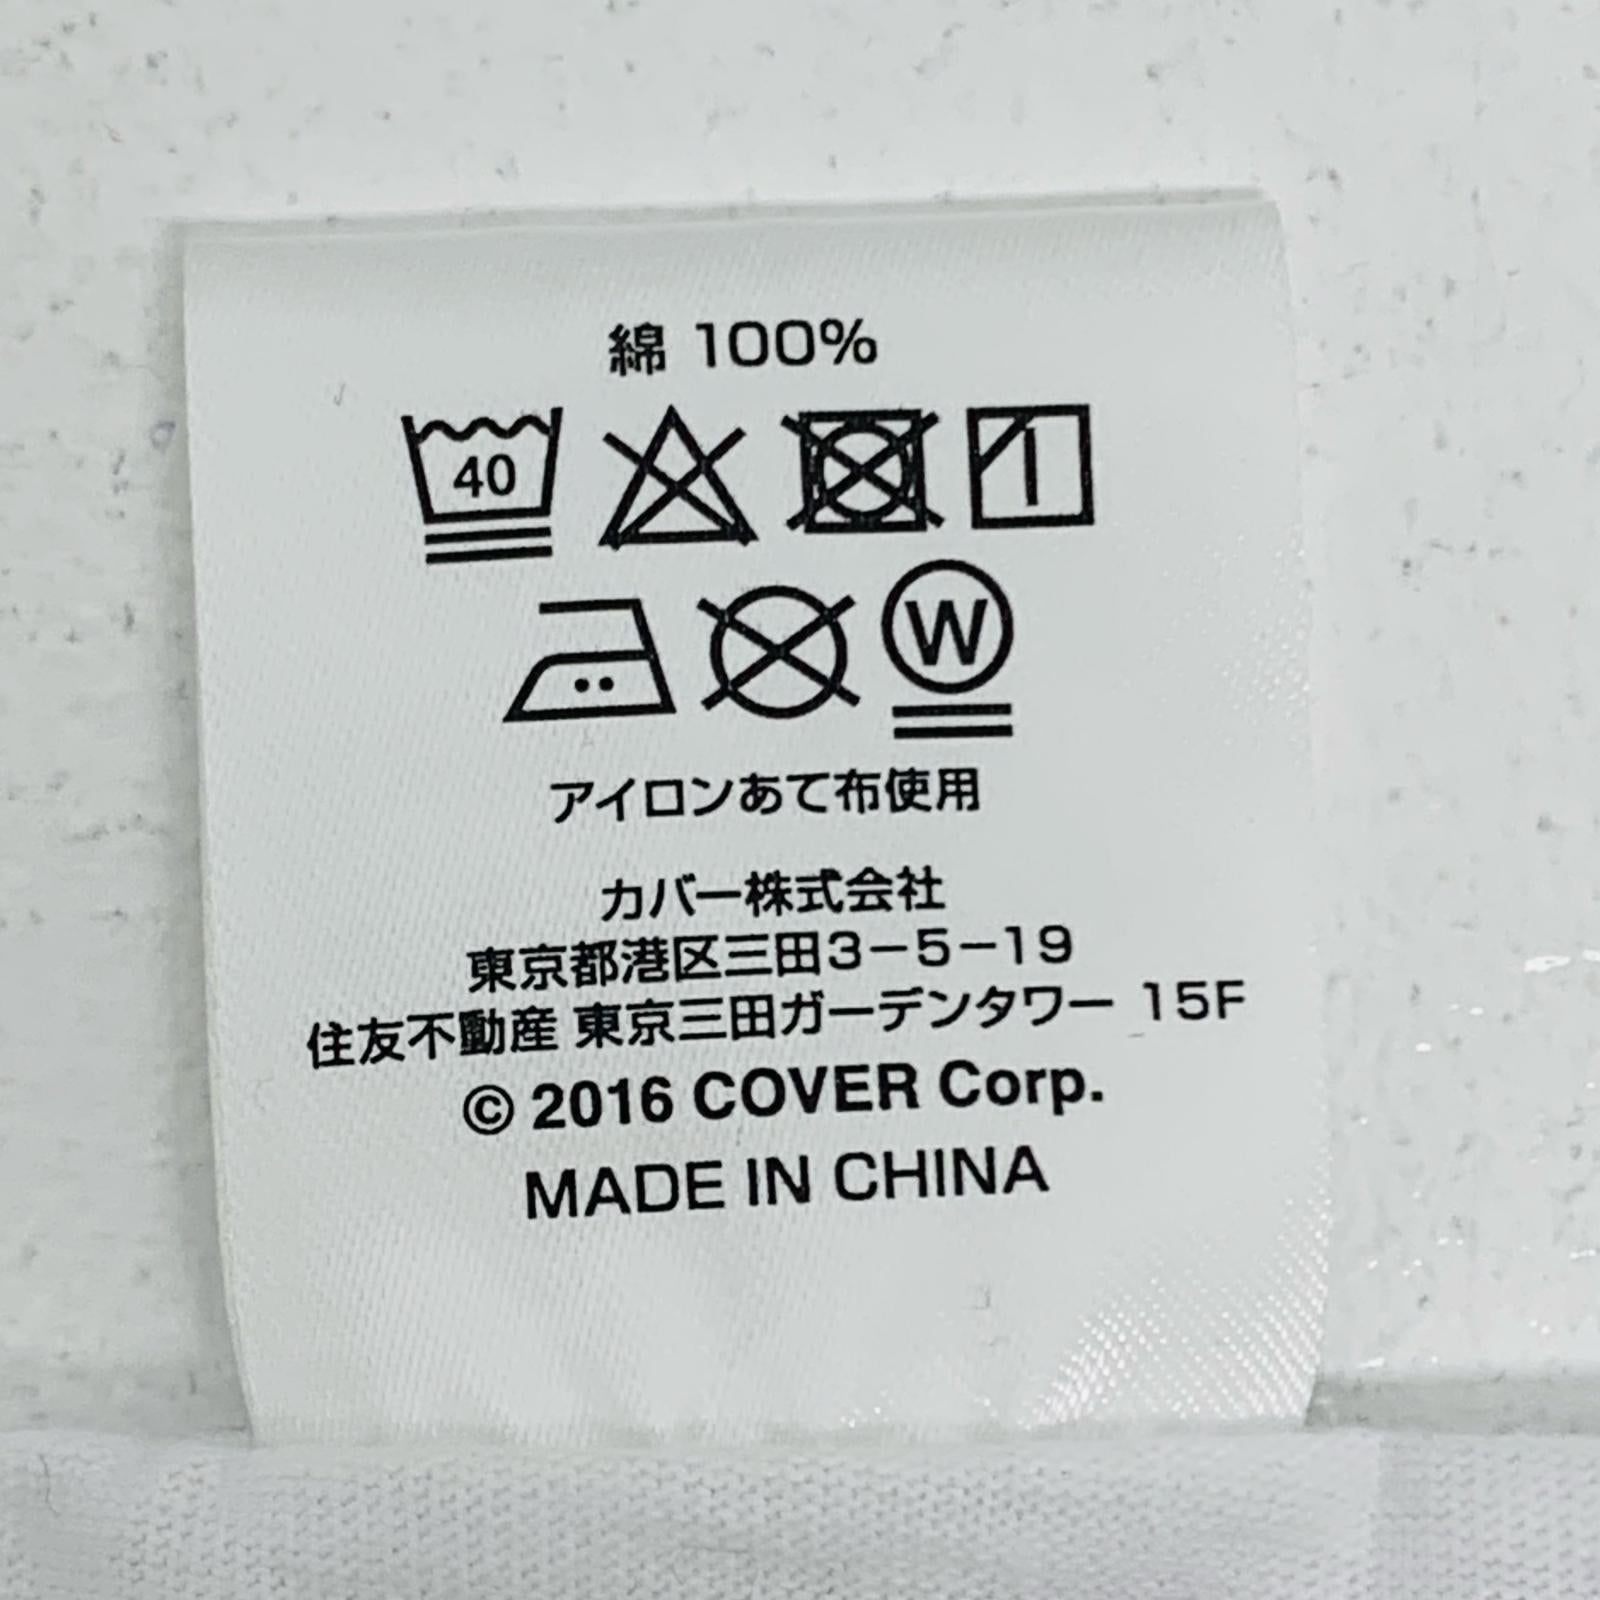 綿 100%
40
W
アイロンあて布使用
カバー株式会社
東京都港区三田3-5-19
住友不動産 東京三田ガーデンタワー 15F
© 2016 COVER Corp.
MADE IN CHINA